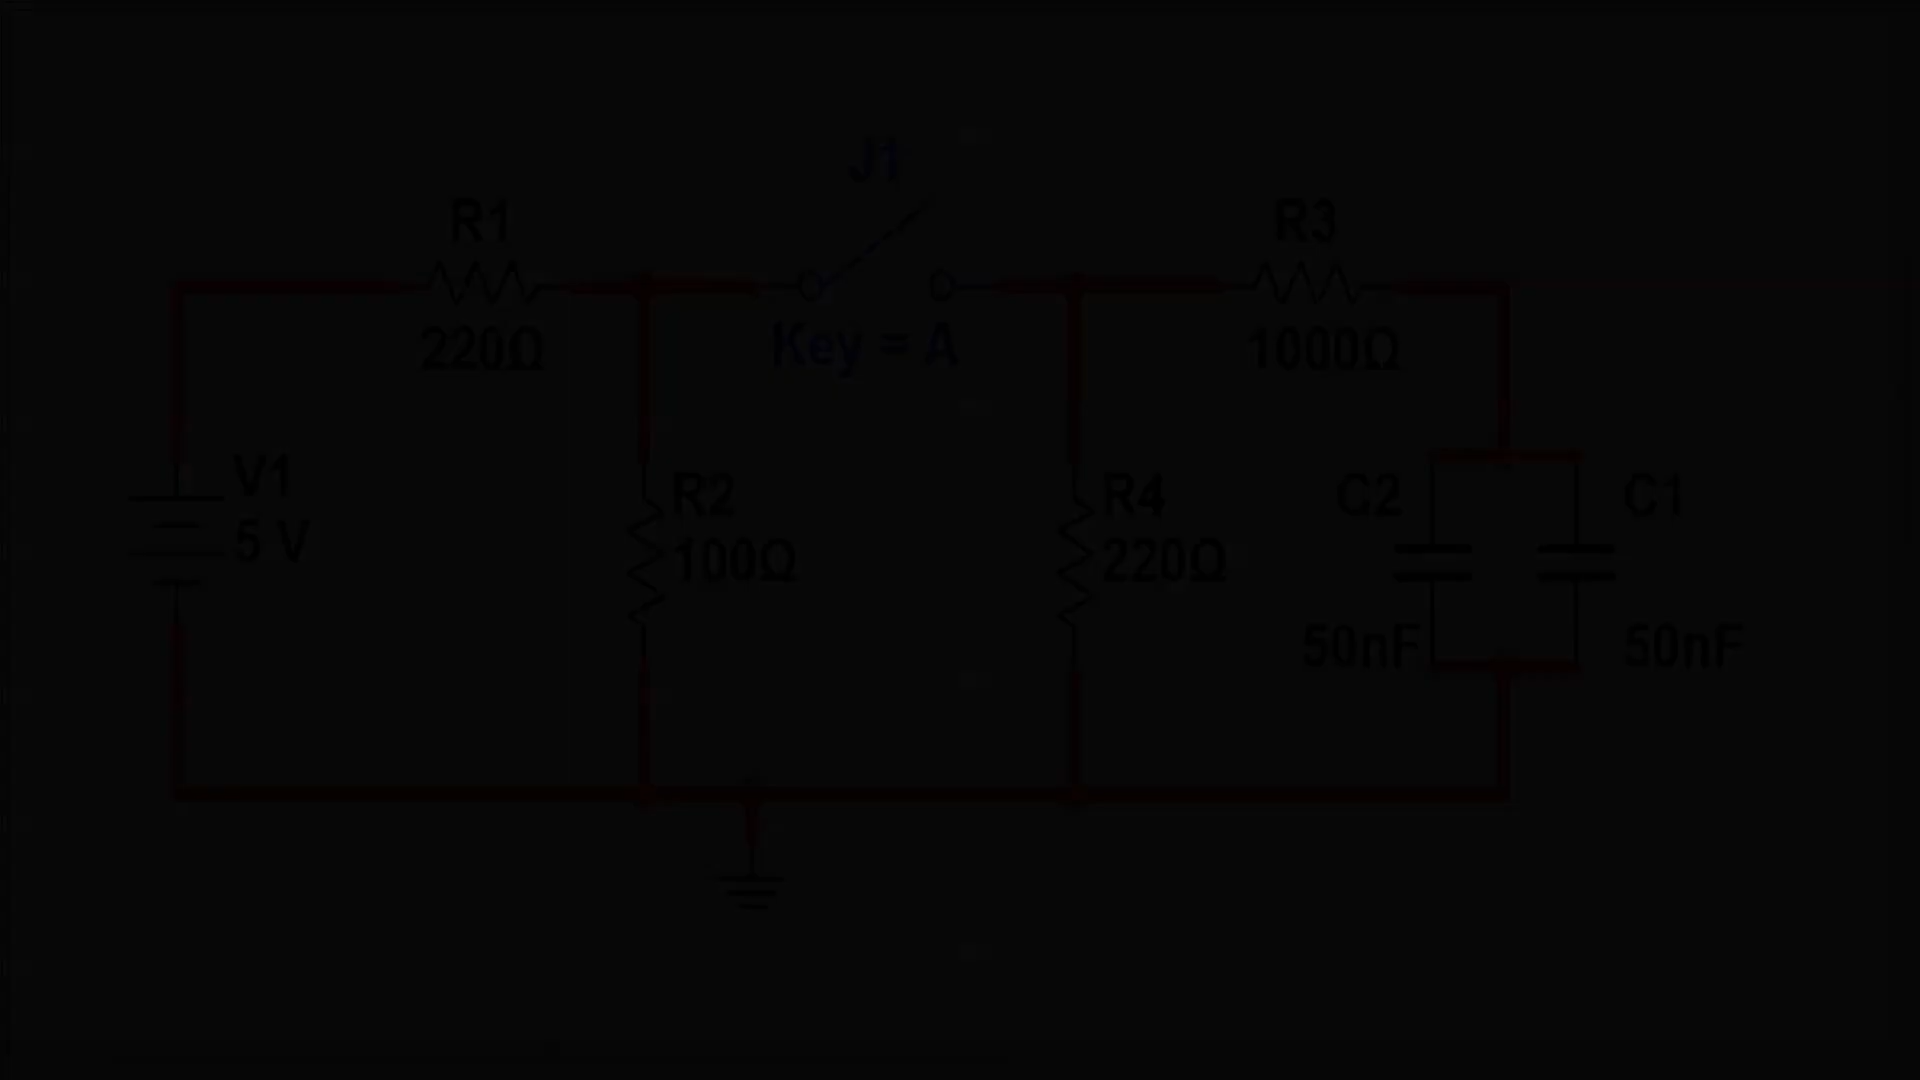 J1
R1
R3
220Ω
Key = A
1000Ω
V1
5 V
R2
100Ω
R4
220Ω
C2
C1
50nF
50nF